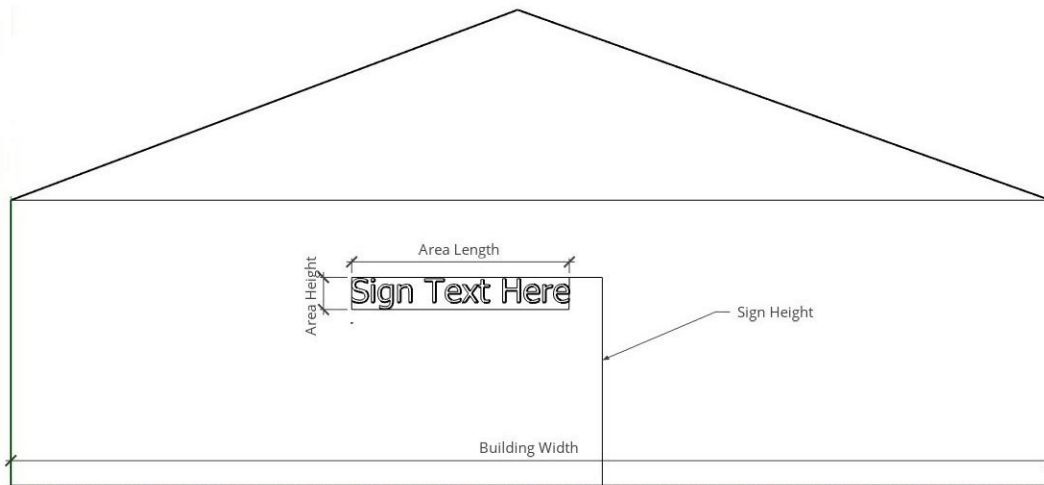 Area Length
Area Height
Sign Text Here
Sign Height
Building Width